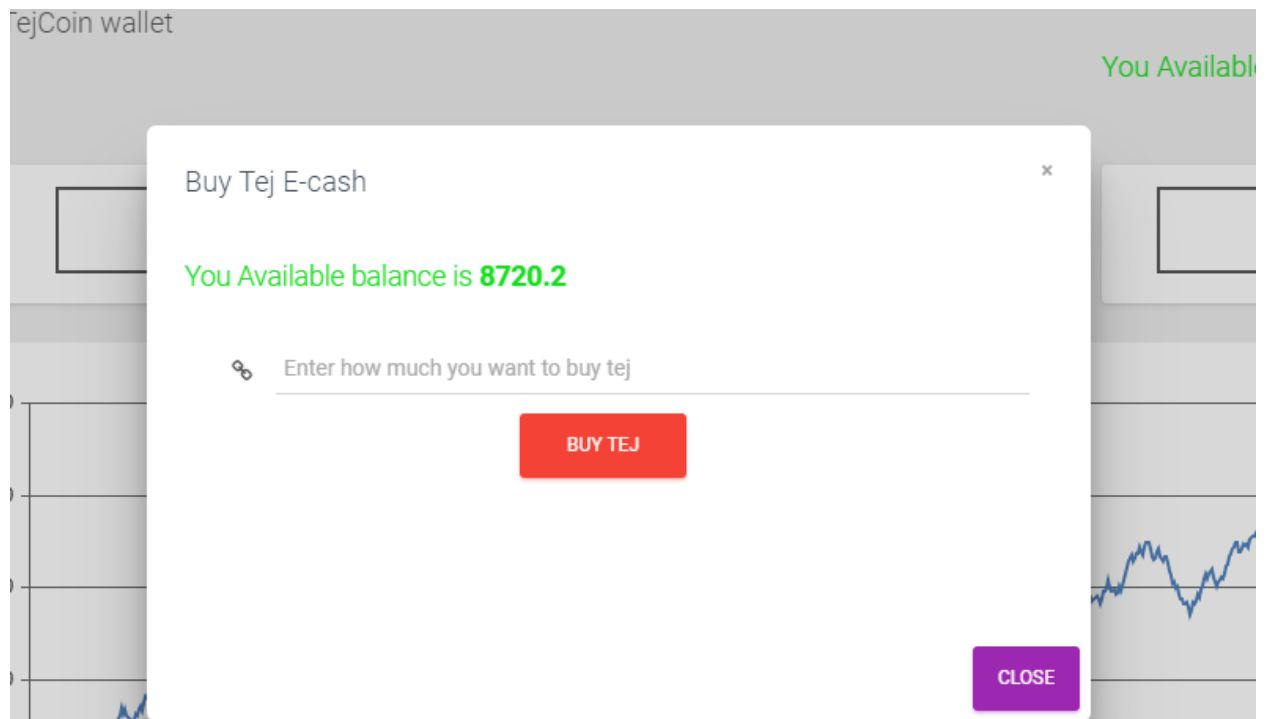 TejCoin wallet
You Available
Buy Tej E-cash
×
You Available balance is 8720.2
Enter how much you want to buy tej
BUY TEJ
CLOSE